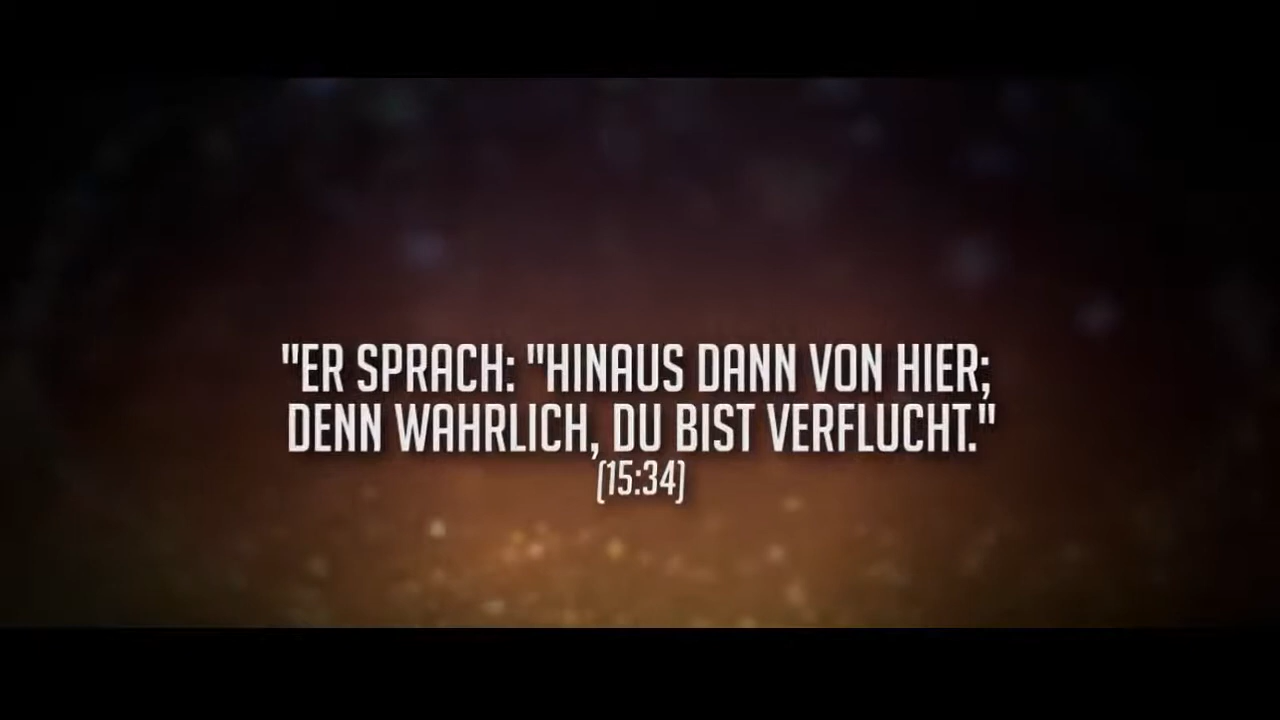 "ER SPRACH: "HINAUS DANN VON HIER;
DENN WAHRLICH, DU BIST VERFLUCHT."
(15:34)